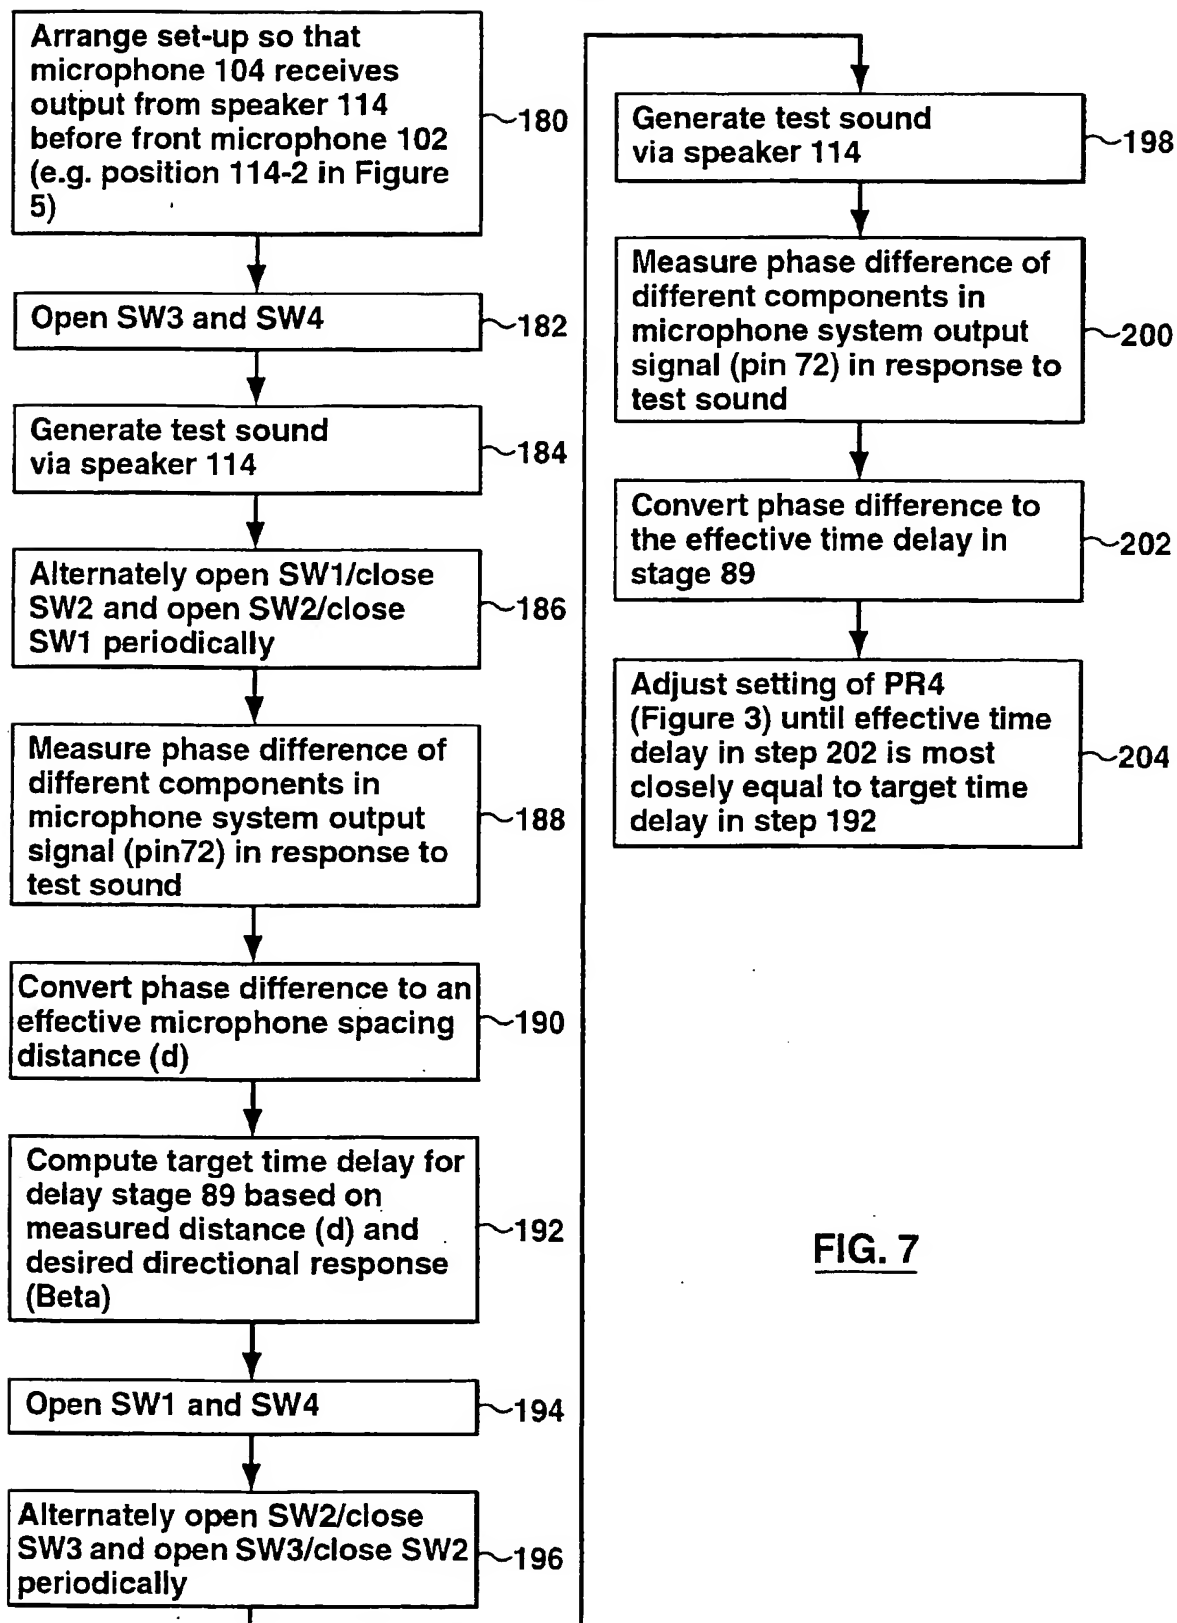 Arrange set-up so that
microphone 104 receives
output from speaker 114
before front microphone 102
(e.g. position 114-2 in Figure
5)
180
Open SW3 and SW4
182
Generate test sound
via speaker 114
184
Alternately open SW1/close
SW2 and open SW2/close
SW1 periodically
186
Measure phase difference of
different components in
microphone system output
signal (pin72) in response to
test sound
188
Convert phase difference to an
effective microphone spacing
distance (d)
190
Compute target time delay for
delay stage 89 based on
measured distance (d) and
desired directional response
(Beta)
192
Open SW1 and SW4
194
Alternately open SW2/close
SW3 and open SW3/close SW2
periodically
196
Generate test sound
via speaker 114
198
Measure phase difference of
different components in
microphone system output
signal (pin 72) in response to
test sound
200
Convert phase difference to
the effective time delay in
stage 89
202
Adjust setting of PR4
(Figure 3) until effective time
delay in step 202 is most
closely equal to target time
delay in step 192
204
FIG. 7